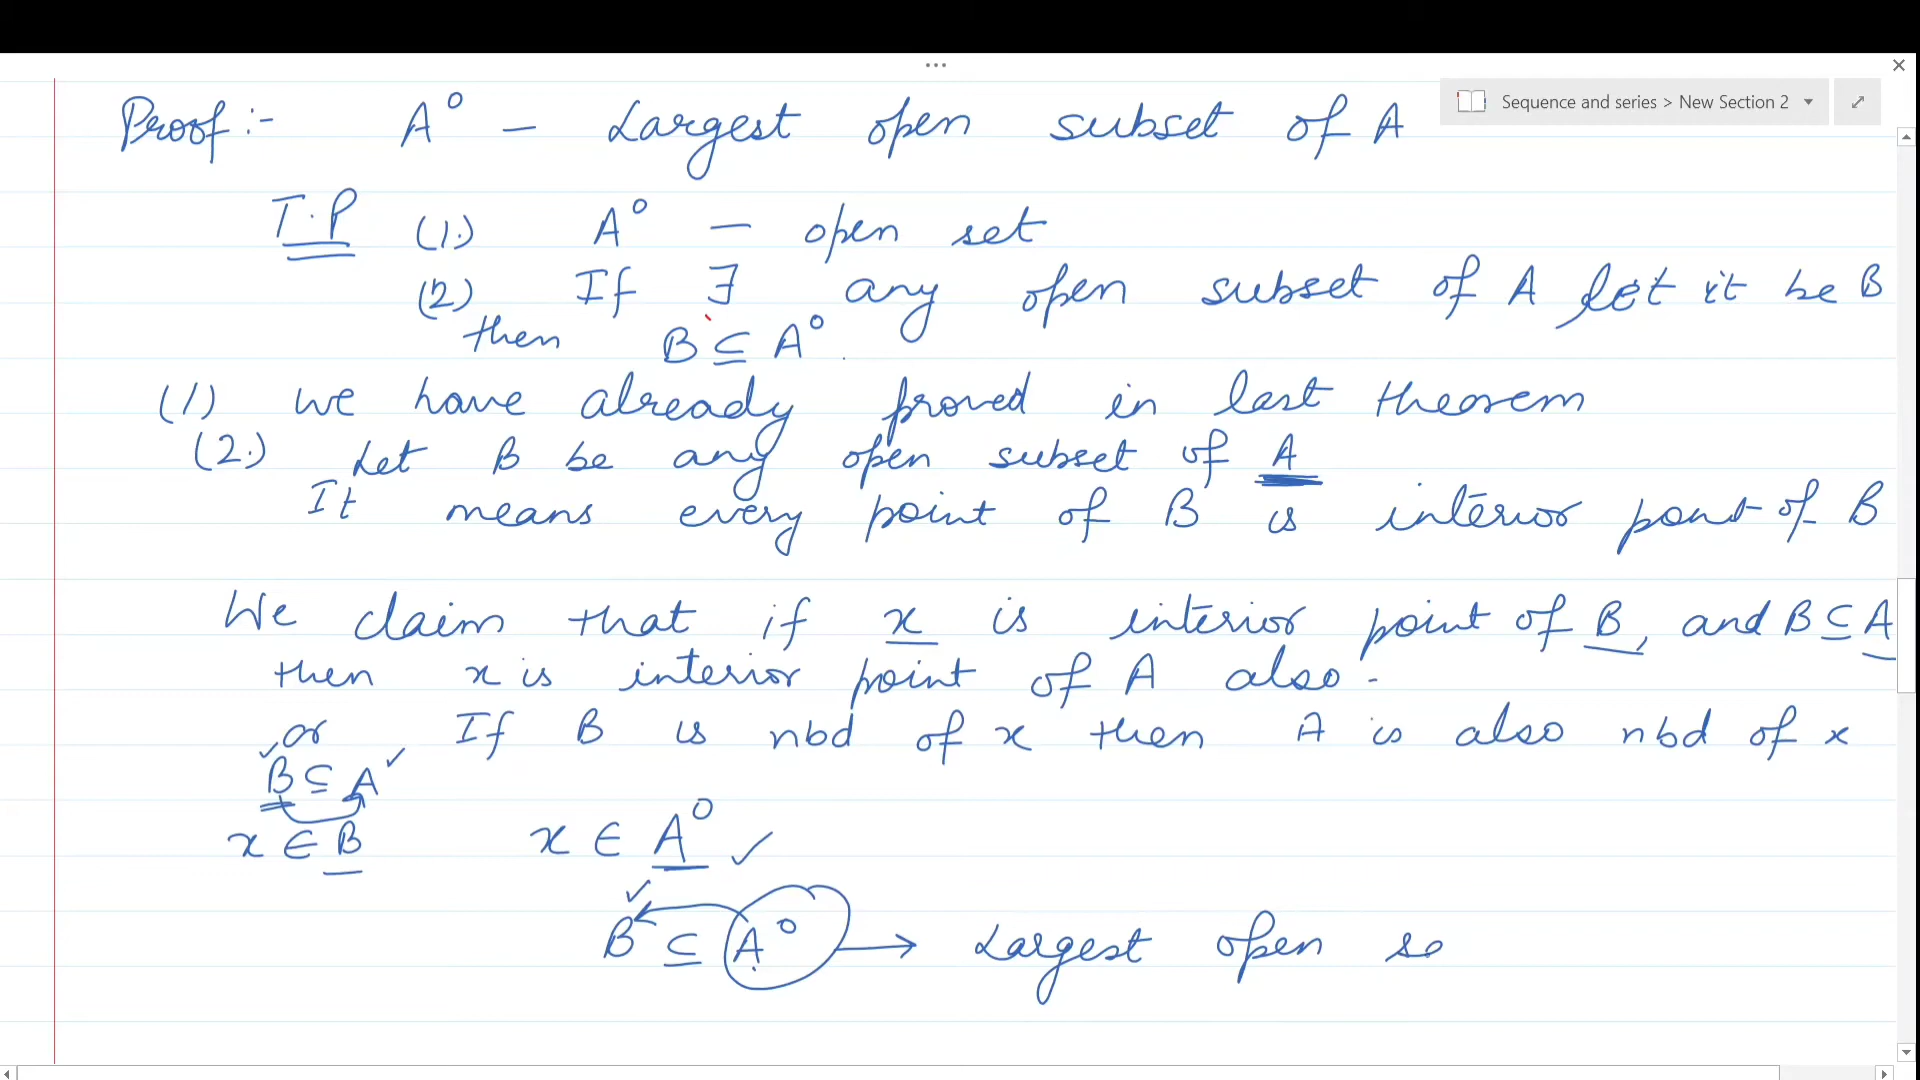 Sequence and series > New Section 2
Proof :- A° - Largest open subset of A
T.P (1.) A° - open set
(2) If ∃ any open subset of A let it be B
then B ⊆ A°.
(1) we have already proved in last theorem
(2.) Let B be any open subset of A
It means every point of B is interior point of B
We claim that if x is interior point of B, and B ⊆ A
then x is interior point of A also.
or If B is nbd of x then A is also nbd of x
B ⊆ A
x ∈ B x ∈ A° ✓
B ⊆ A° → Largest open se